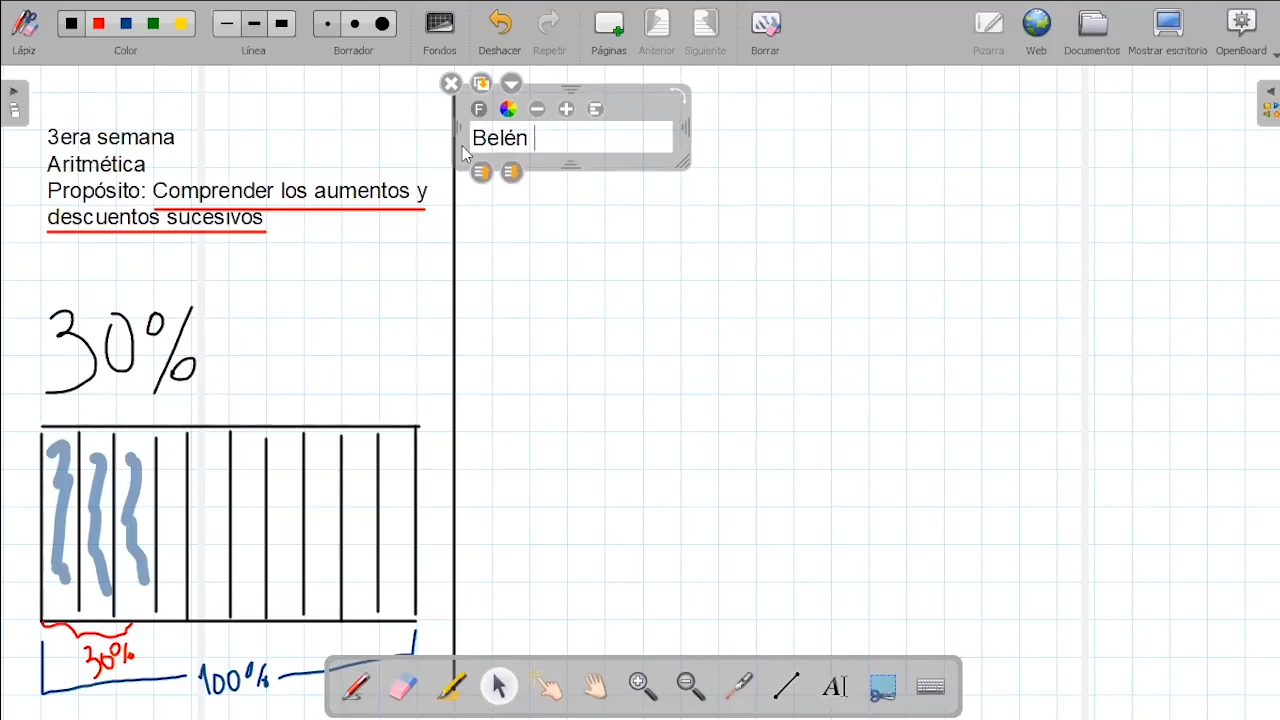 Lápiz
Color
Línea
Borrador
Fondos
Deshacer
Repetir
Páginas
Anterior
Siguiente
Borrar
Pizarra
Web
Documentos
Mostrar escritorio
OpenBoard
3era semana
Aritmética
Propósito: Comprender los aumentos y
descuentos sucesivos
30%
30%
100%
F
Belén
AI